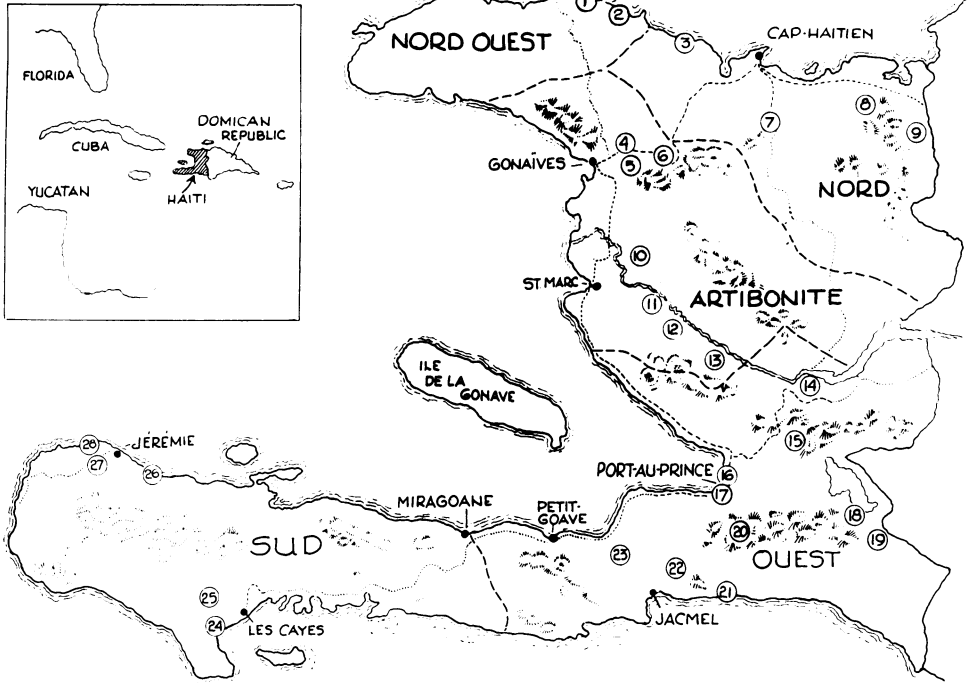 FLORIDA
CUBA
DOMICAN
REPUBLIC
HAITI
YUCATAN
NORD OUEST
1
2
3
CAP-HAITIEN
8
9
7
4
5
6
GONAÏVES
NORD
10
ST MARC
11
ARTIBONITE
12
13
14
ILE
DE LA
GONAVE
15
PORT-AU-PRINCE
16
17
28
JÉRÉMIE
27
26
MIRAGOANE
PETIT-
GOAVE
18
19
20
SUD
OUEST
23
22
21
25
24
LES CAYES
JACMEL